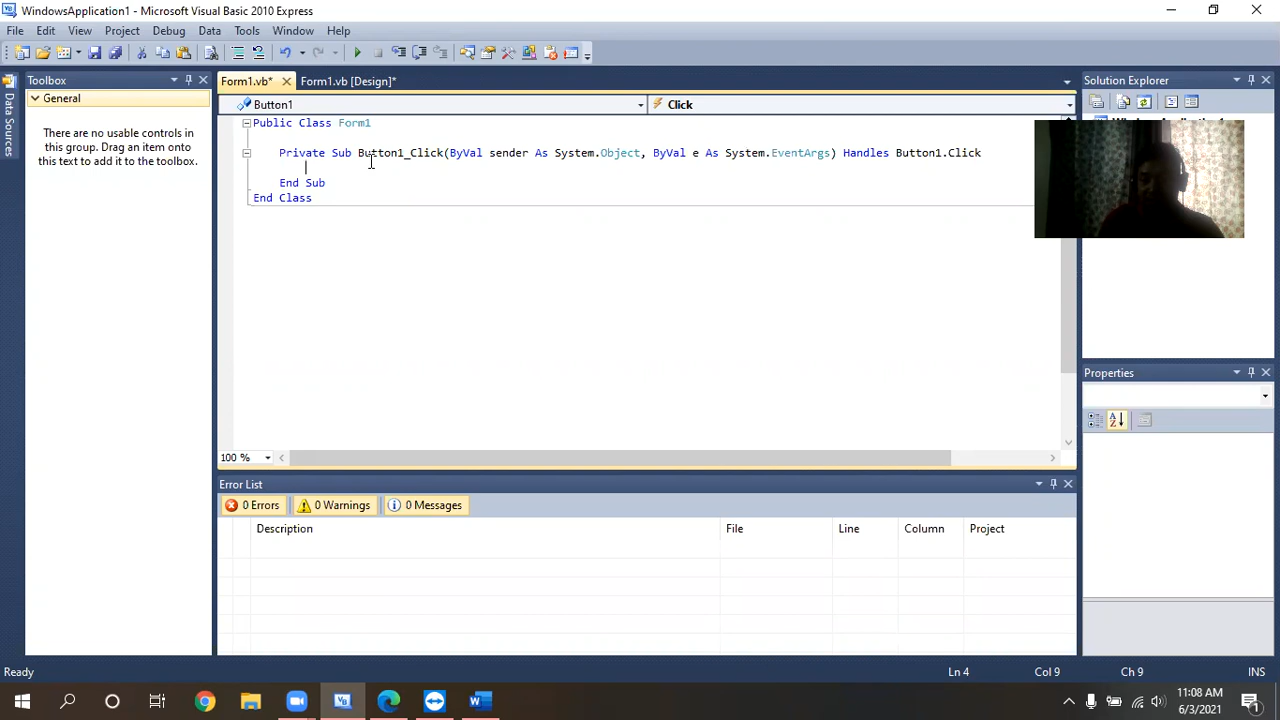 WindowsApplication1 - Microsoft Visual Basic 2010 Express
File Edit View Project Debug Data Tools Window Help
Toolbox
Form1.vb* Form1.vb [Design]*
Solution Explorer
Data Sources
General
Button1 Click
There are no usable controls in
this group. Drag an item onto
this text to add it to the toolbox.
Public Class Form1
Private Sub Button1_Click(ByVal sender As System.Object, ByVal e As System.EventArgs) Handles Button1.Click
End Sub
End Class
Properties
100 %
Error List
0 Errors 0 Warnings 0 Messages
Description File Line Column Project
Ready Ln 4 Col 9 Ch 9 INS
11:08 AM
6/3/2021